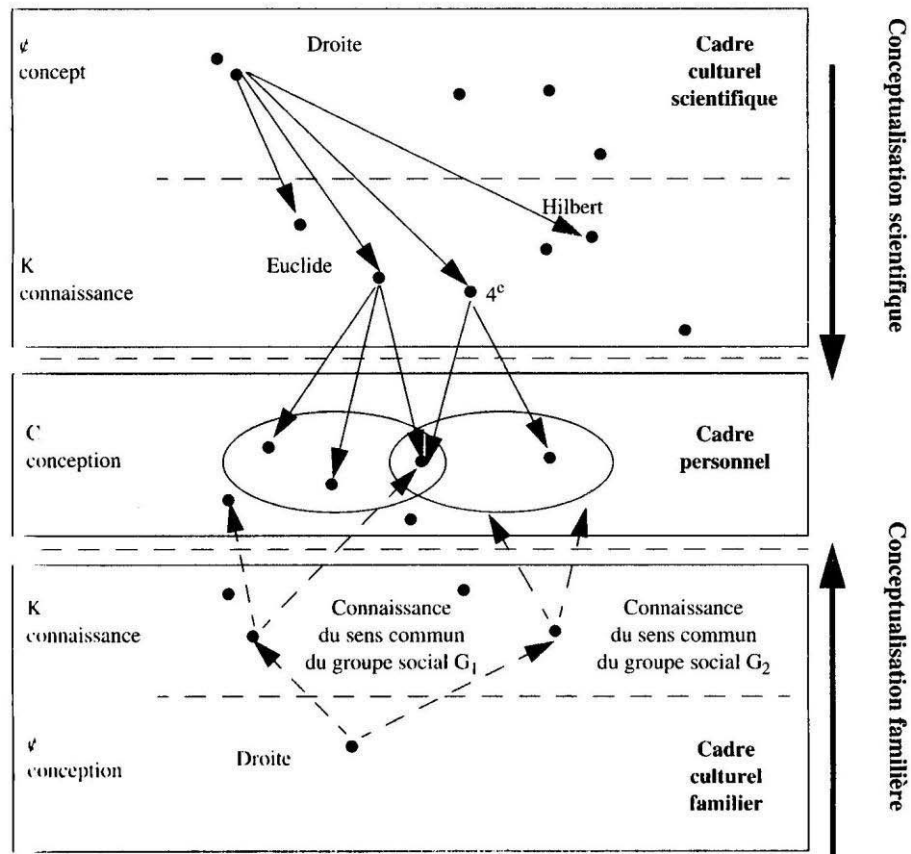 ¢
concept
Droite
Cadre
culturel
scientifique
Hilbert
Euclide
K
connaissance
4e
Conceptualisation scientifique
C
conception
Cadre
personnel
K
connaissance
Connaissance
du sens commun
du groupe social G1
Connaissance
du sens commun
du groupe social G2
¢
conception
Droite
Cadre
culturel
familier
Conceptualisation familière